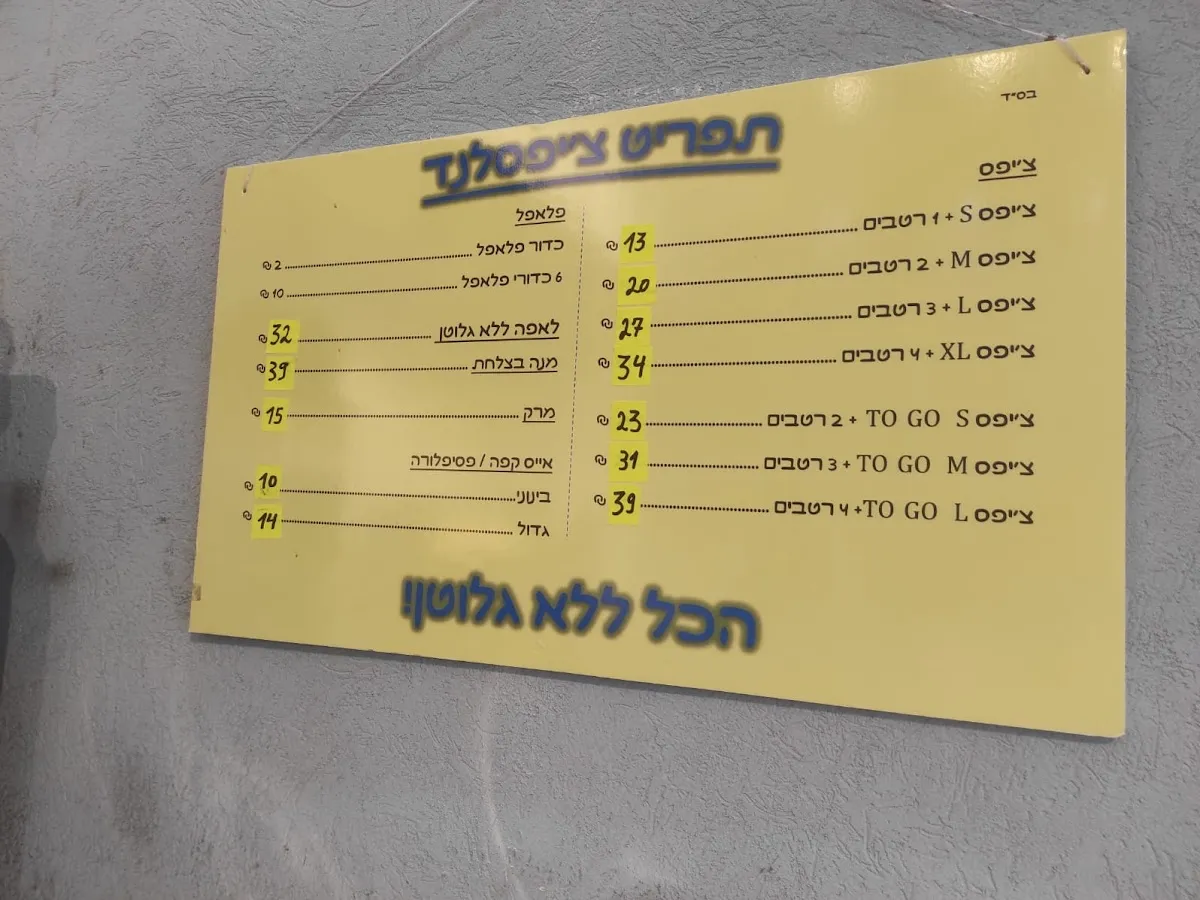 בס״ד
תפריט צ׳יפסלנד
צ׳יפס
צ׳יפס S + 1 רטבים .......... 13 ₪
צ׳יפס M + 2 רטבים .......... 20 ₪
צ׳יפס L + 3 רטבים .......... 27 ₪
צ׳יפס XL + 4 רטבים .......... 34 ₪
צ׳יפס TO GO S + 2 רטבים .......... 23 ₪
צ׳יפס TO GO M + 3 רטבים .......... 31 ₪
צ׳יפס TO GO L +4 רטבים .......... 39 ₪
פלאפל
כדור פלאפל .......... 2 ₪
6 כדורי פלאפל .......... 10 ₪
לאפה ללא גלוטן .......... 32 ₪
מנה בצלחת .......... 39 ₪
מרק .......... 15 ₪
אייס קפה / פסיפלורה
בינוני .......... 10 ₪
גדול .......... 14 ₪
הכל ללא גלוטן!